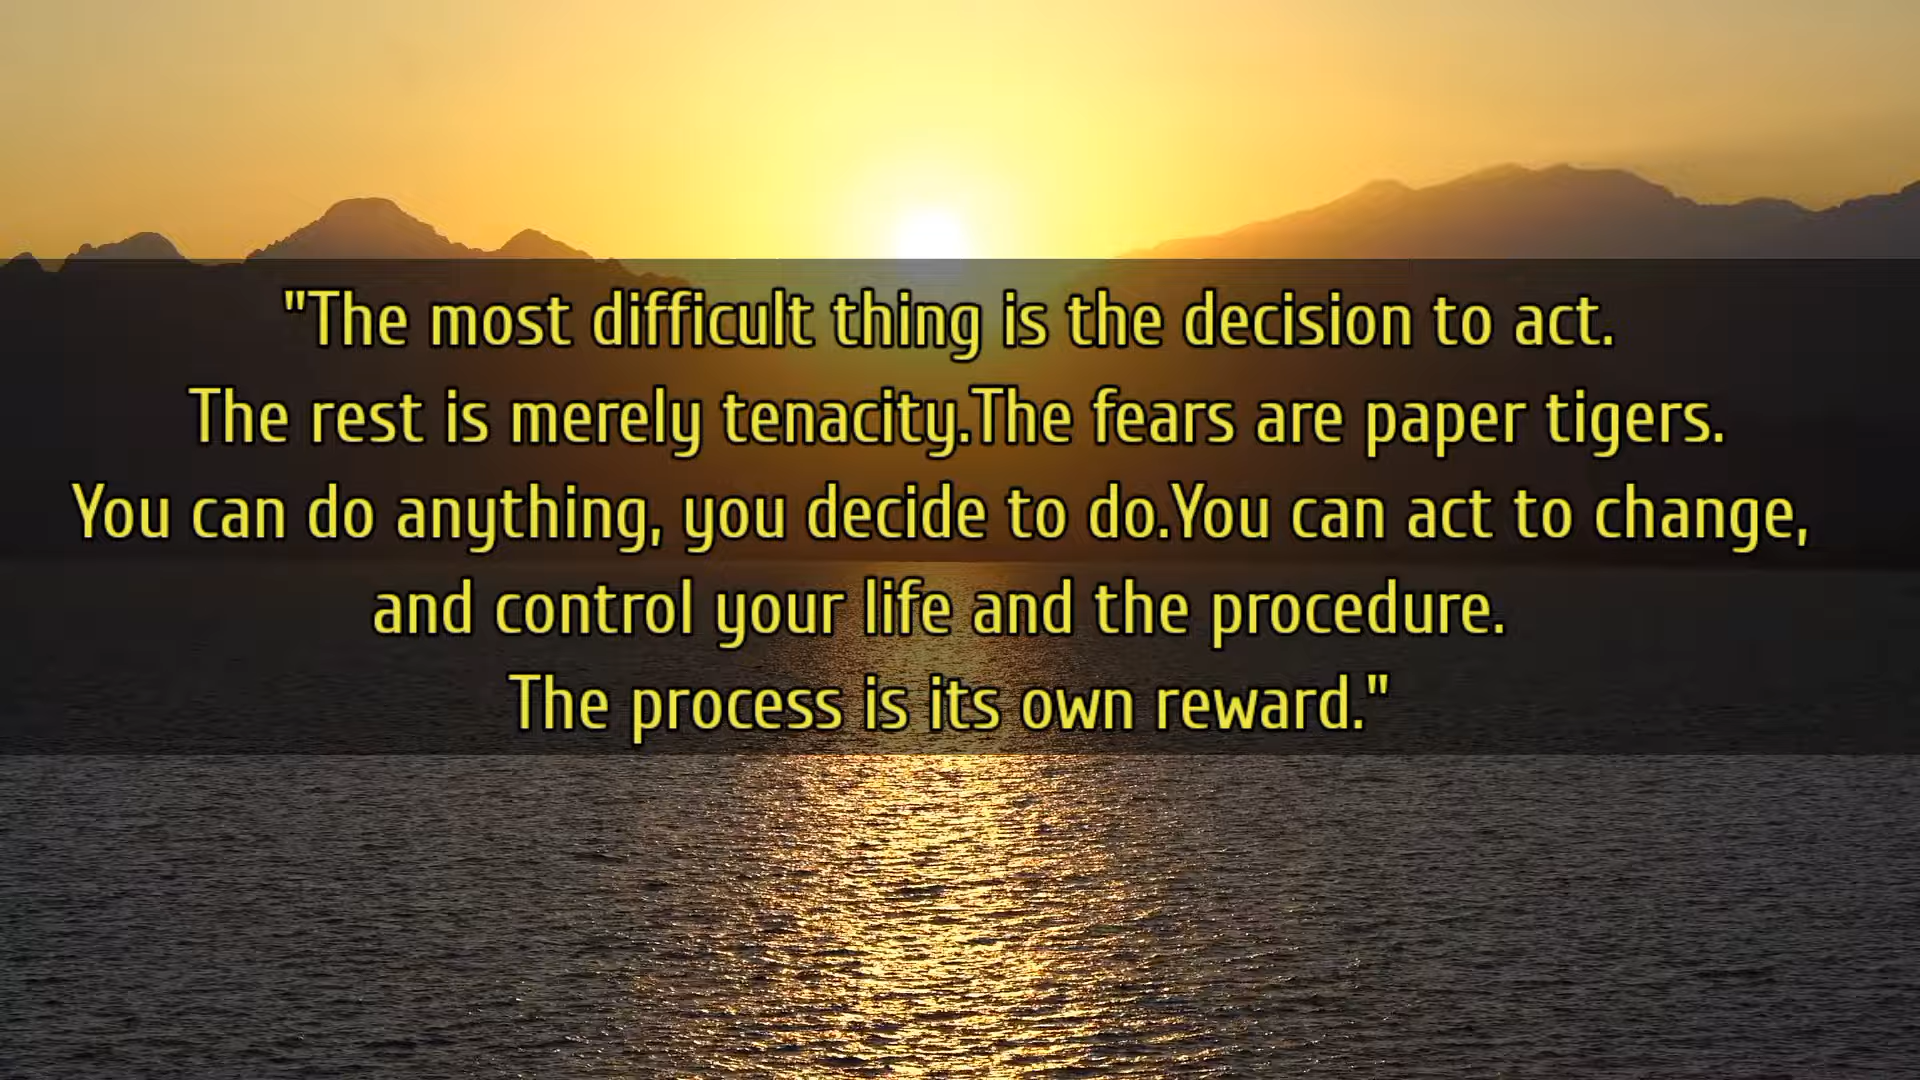 "The most difficult thing is the decision to act.
The rest is merely tenacity.The fears are paper tigers.
You can do anything, you decide to do.You can act to change,
and control your life and the procedure.
The process is its own reward."